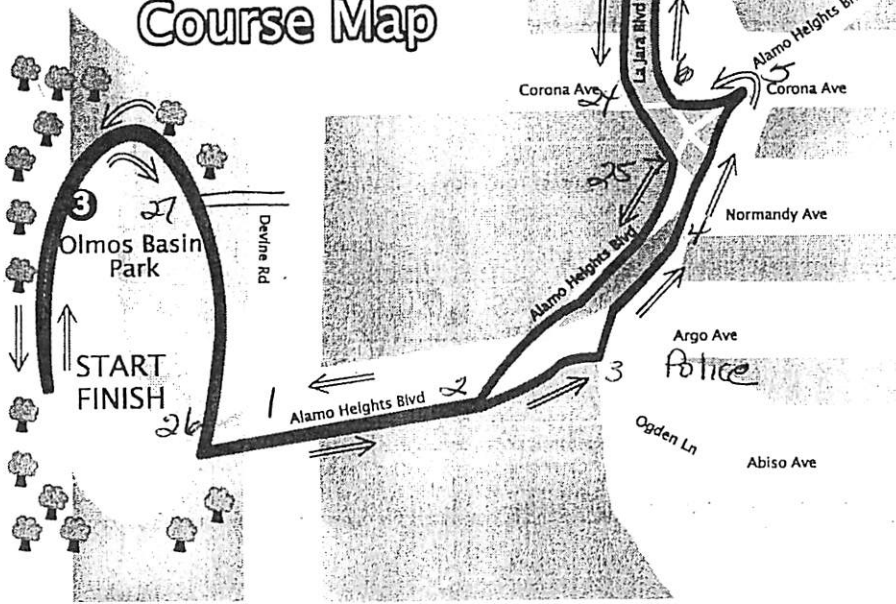 Course Map
La Jara Blvd
Alamo Heights
Corona Ave
24
6
5
Corona Ave
25
Normandy Ave
4
3
27
Olmos Basin
Park
Devine Rd
Alamo Heights Blvd
Argo Ave
3
Police
START
FINISH
26
1
Alamo Heights Blvd
2
Ogden Ln
Abiso Ave